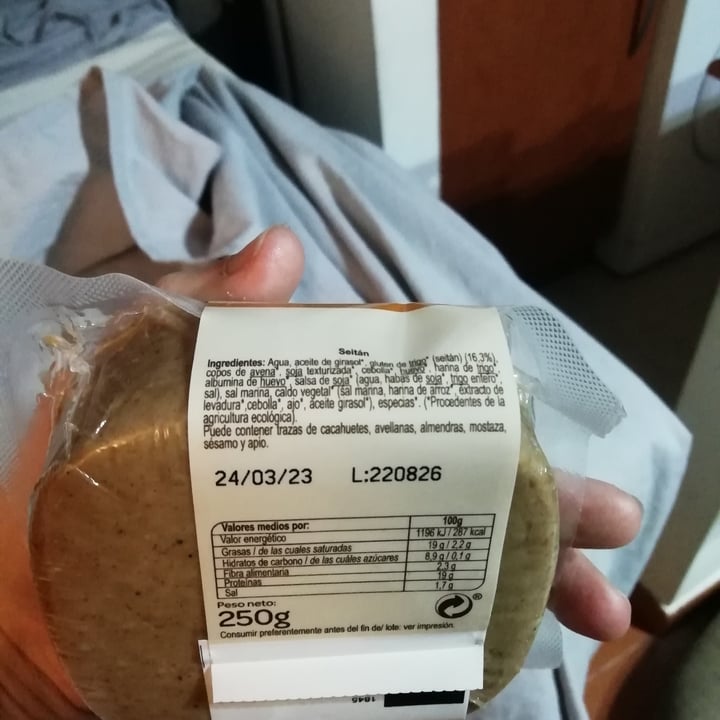 Seitán
Ingredientes: Agua, aceite de girasol*, gluten de trigo* (seitán) (16,3%),
copos de avena*, soja texturizada*, cebolla*, huevo*, harina de trigo*,
albumina de huevo*, salsa de soja* (agua, habas de soja*, trigo entero*,
sal), sal marina, caldo vegetal* (sal marina, harina de arroz*, extracto de
levadura*,cebolla*, ajo*, aceite girasol*), especias*. (*Procedentes de la
agricultura ecológica).
Puede contener trazas de cacahuetes, avellanas, almendras, mostaza,
sésamo y apio.
24/03/23 L:220826
Valores medios por: 100g
Valor energético 1196 kJ / 287 kcal
Grasas / de las cuales saturadas 19 g / 2,2 g
Hidratos de carbono / de las cuáles azúcares 8,9 g / 0,1 g
Fibra alimentaria 2,3 g
Proteínas 19 g
Sal 1,7 g
Peso neto:
250g
Consumir preferentemente antes del fin de/ lote: ver impresión.
1045